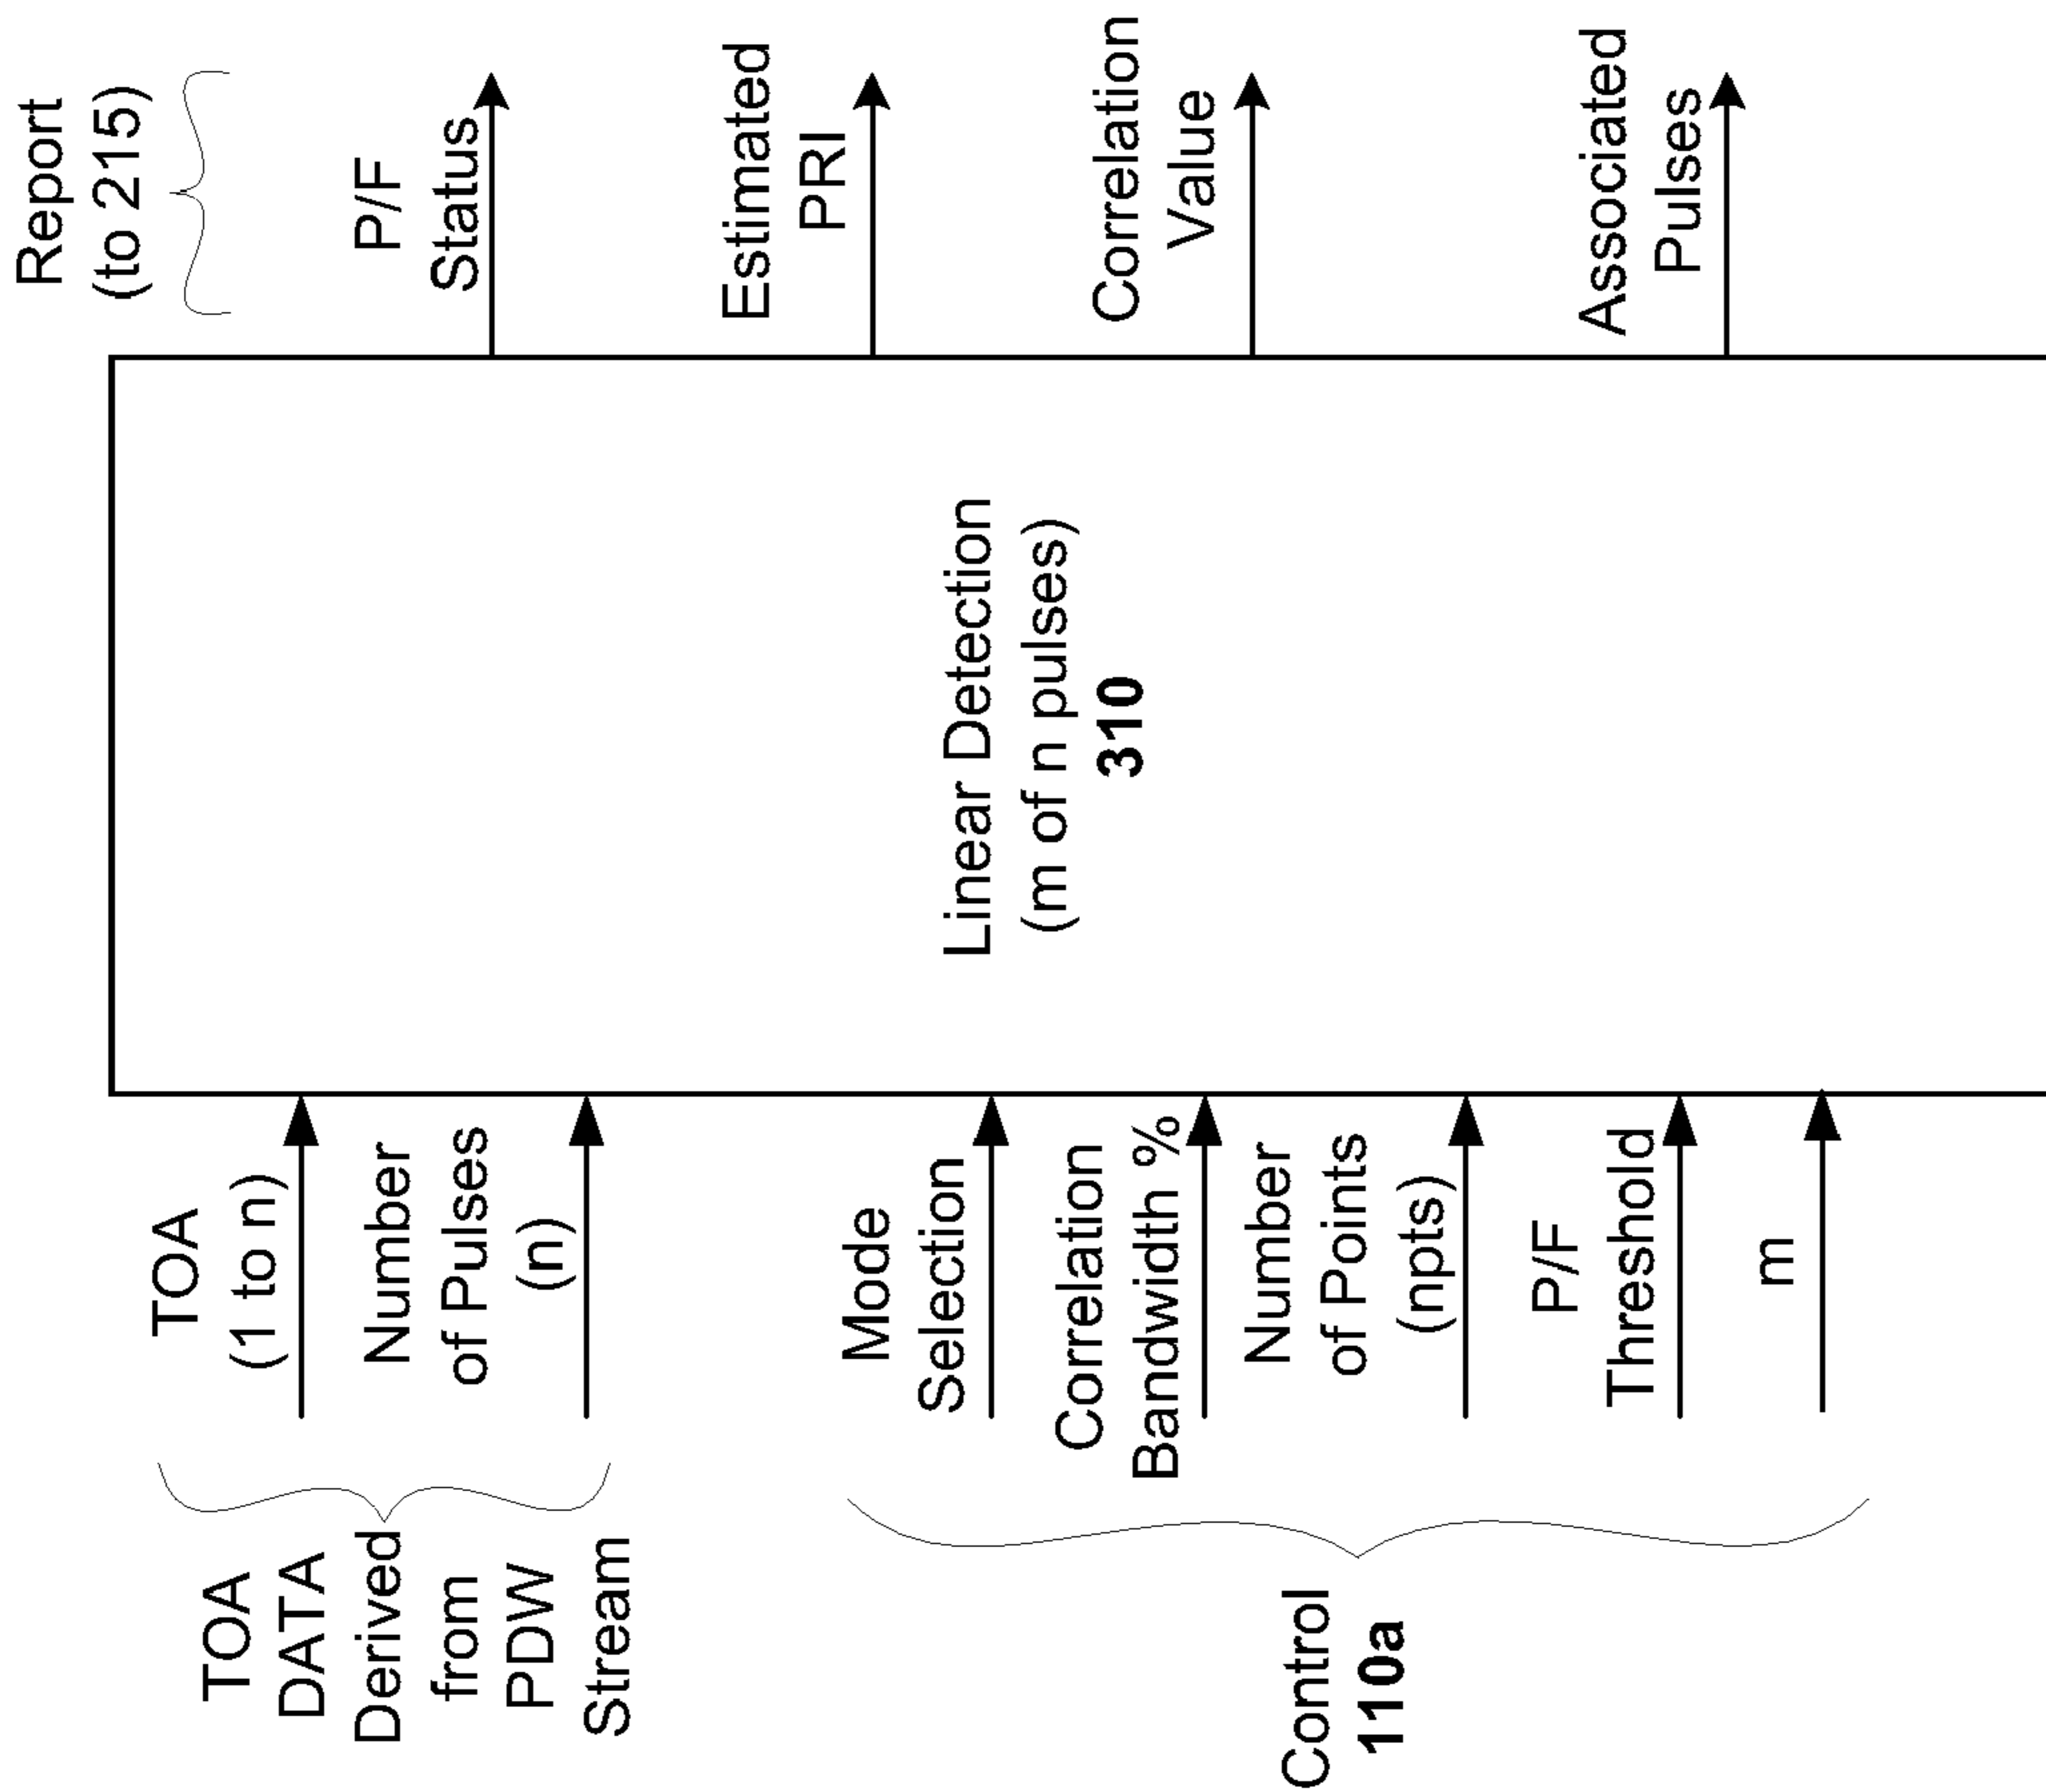 TOA
DATA
Derived
from
PDW
Stream
TOA
(1 to n)
Number
of Pulses
(n)
Control
110a
Mode
Selection
Correlation
Bandwidth %
Number
of Points
(npts)
P/F
Threshold
m
Linear Detection
(m of n pulses)
310
Report
(to 215)
P/F
Status
Estimated
PRI
Correlation
Value
Associated
Pulses